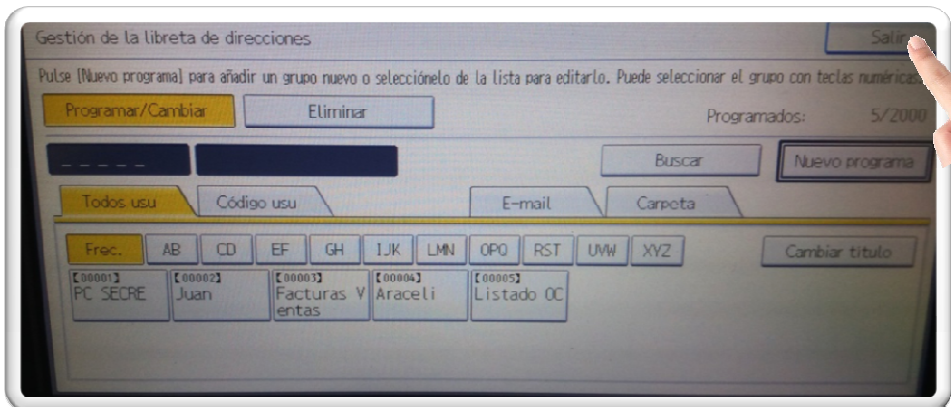 Gestión de la libreta de direcciones
Salir
Pulse [Nuevo programa] para añadir un grupo nuevo o selecciónelo de la lista para editarlo. Puede seleccionar el grupo con teclas numéricas
Programar/Cambiar Eliminar Programados: 5/2000
_ _ _ _ _ Buscar Nuevo programa
Todos usu Código usu E-mail Carpeta
Frec. AB CD EF GH IJK LMN OPQ RST UVW XYZ Cambiar título
[00001] [00002] [00003] [00004] [00005]
PC SECRE Juan Facturas V Araceli Listado OC
entas